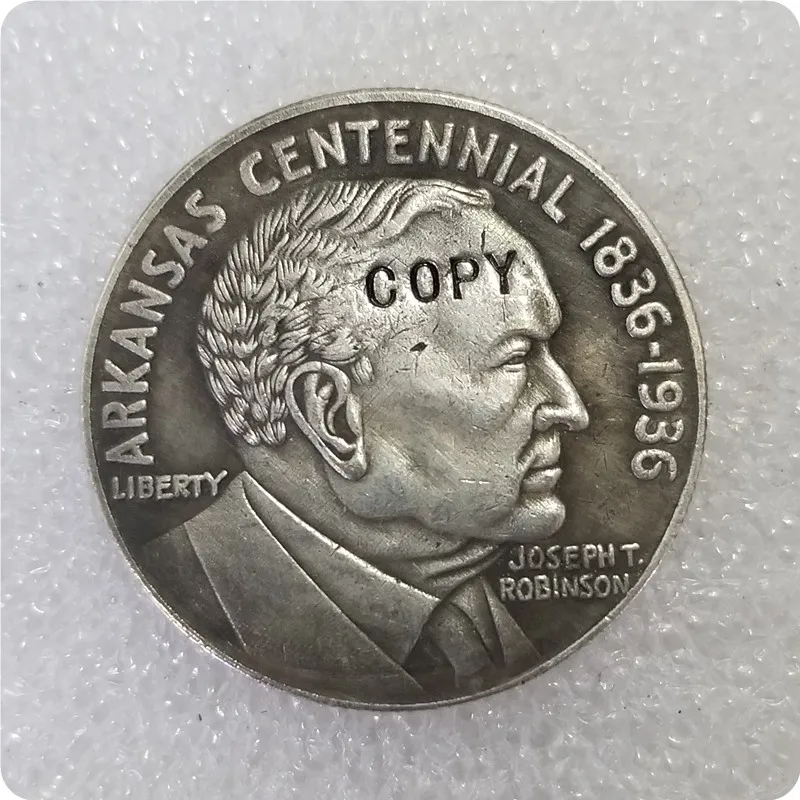 ARKANSAS CENTENNIAL 1836-1936
COPY
LIBERTY
JOSEPH T.
ROBINSON